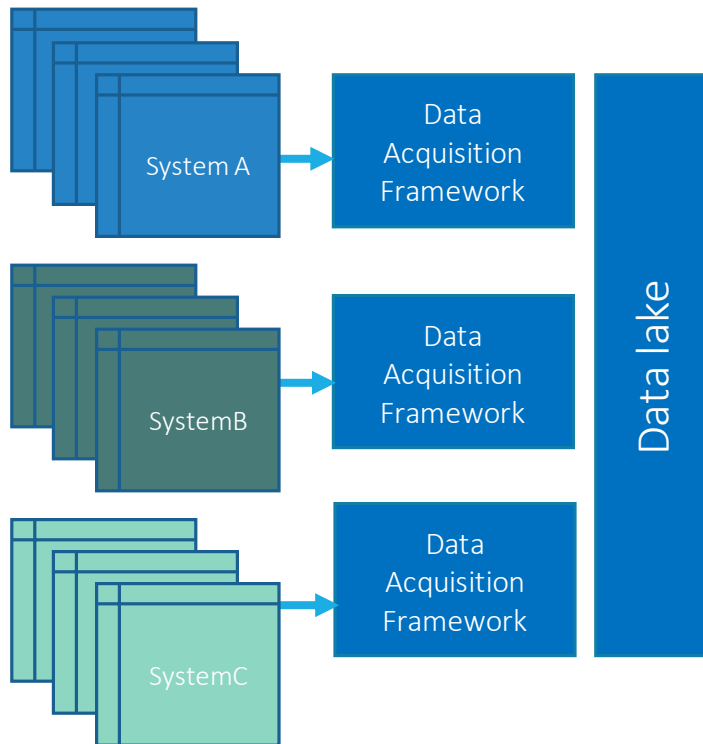 System A
Data
Acquisition
Framework
SystemB
Data
Acquisition
Framework
SystemC
Data
Acquisition
Framework
Data lake